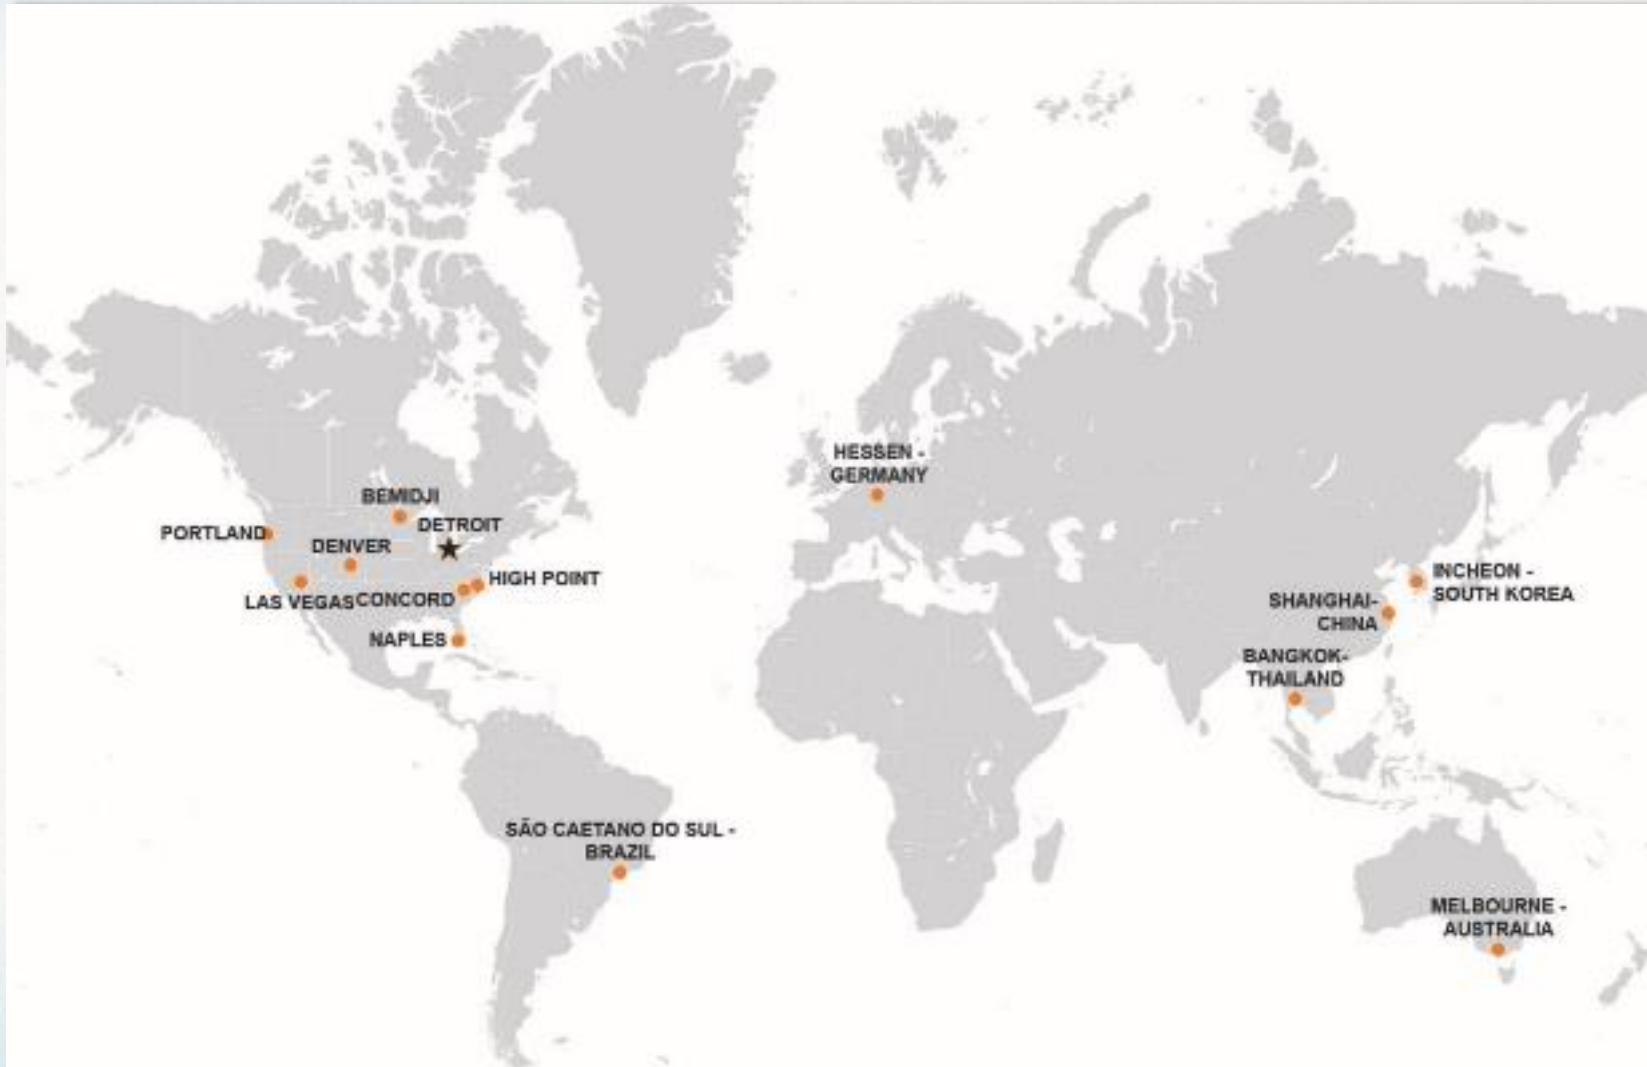 HESSEN -
GERMANY
BEMIDJI
DETROIT
PORTLAND
DENVER
HIGH POINT
LAS VEGAS
CONCORD
NAPLES
INCHEON -
SOUTH KOREA
SHANGHAI-
CHINA
BANGKOK-
THAILAND
SÃO CAETANO DO SUL -
BRAZIL
MELBOURNE -
AUSTRALIA